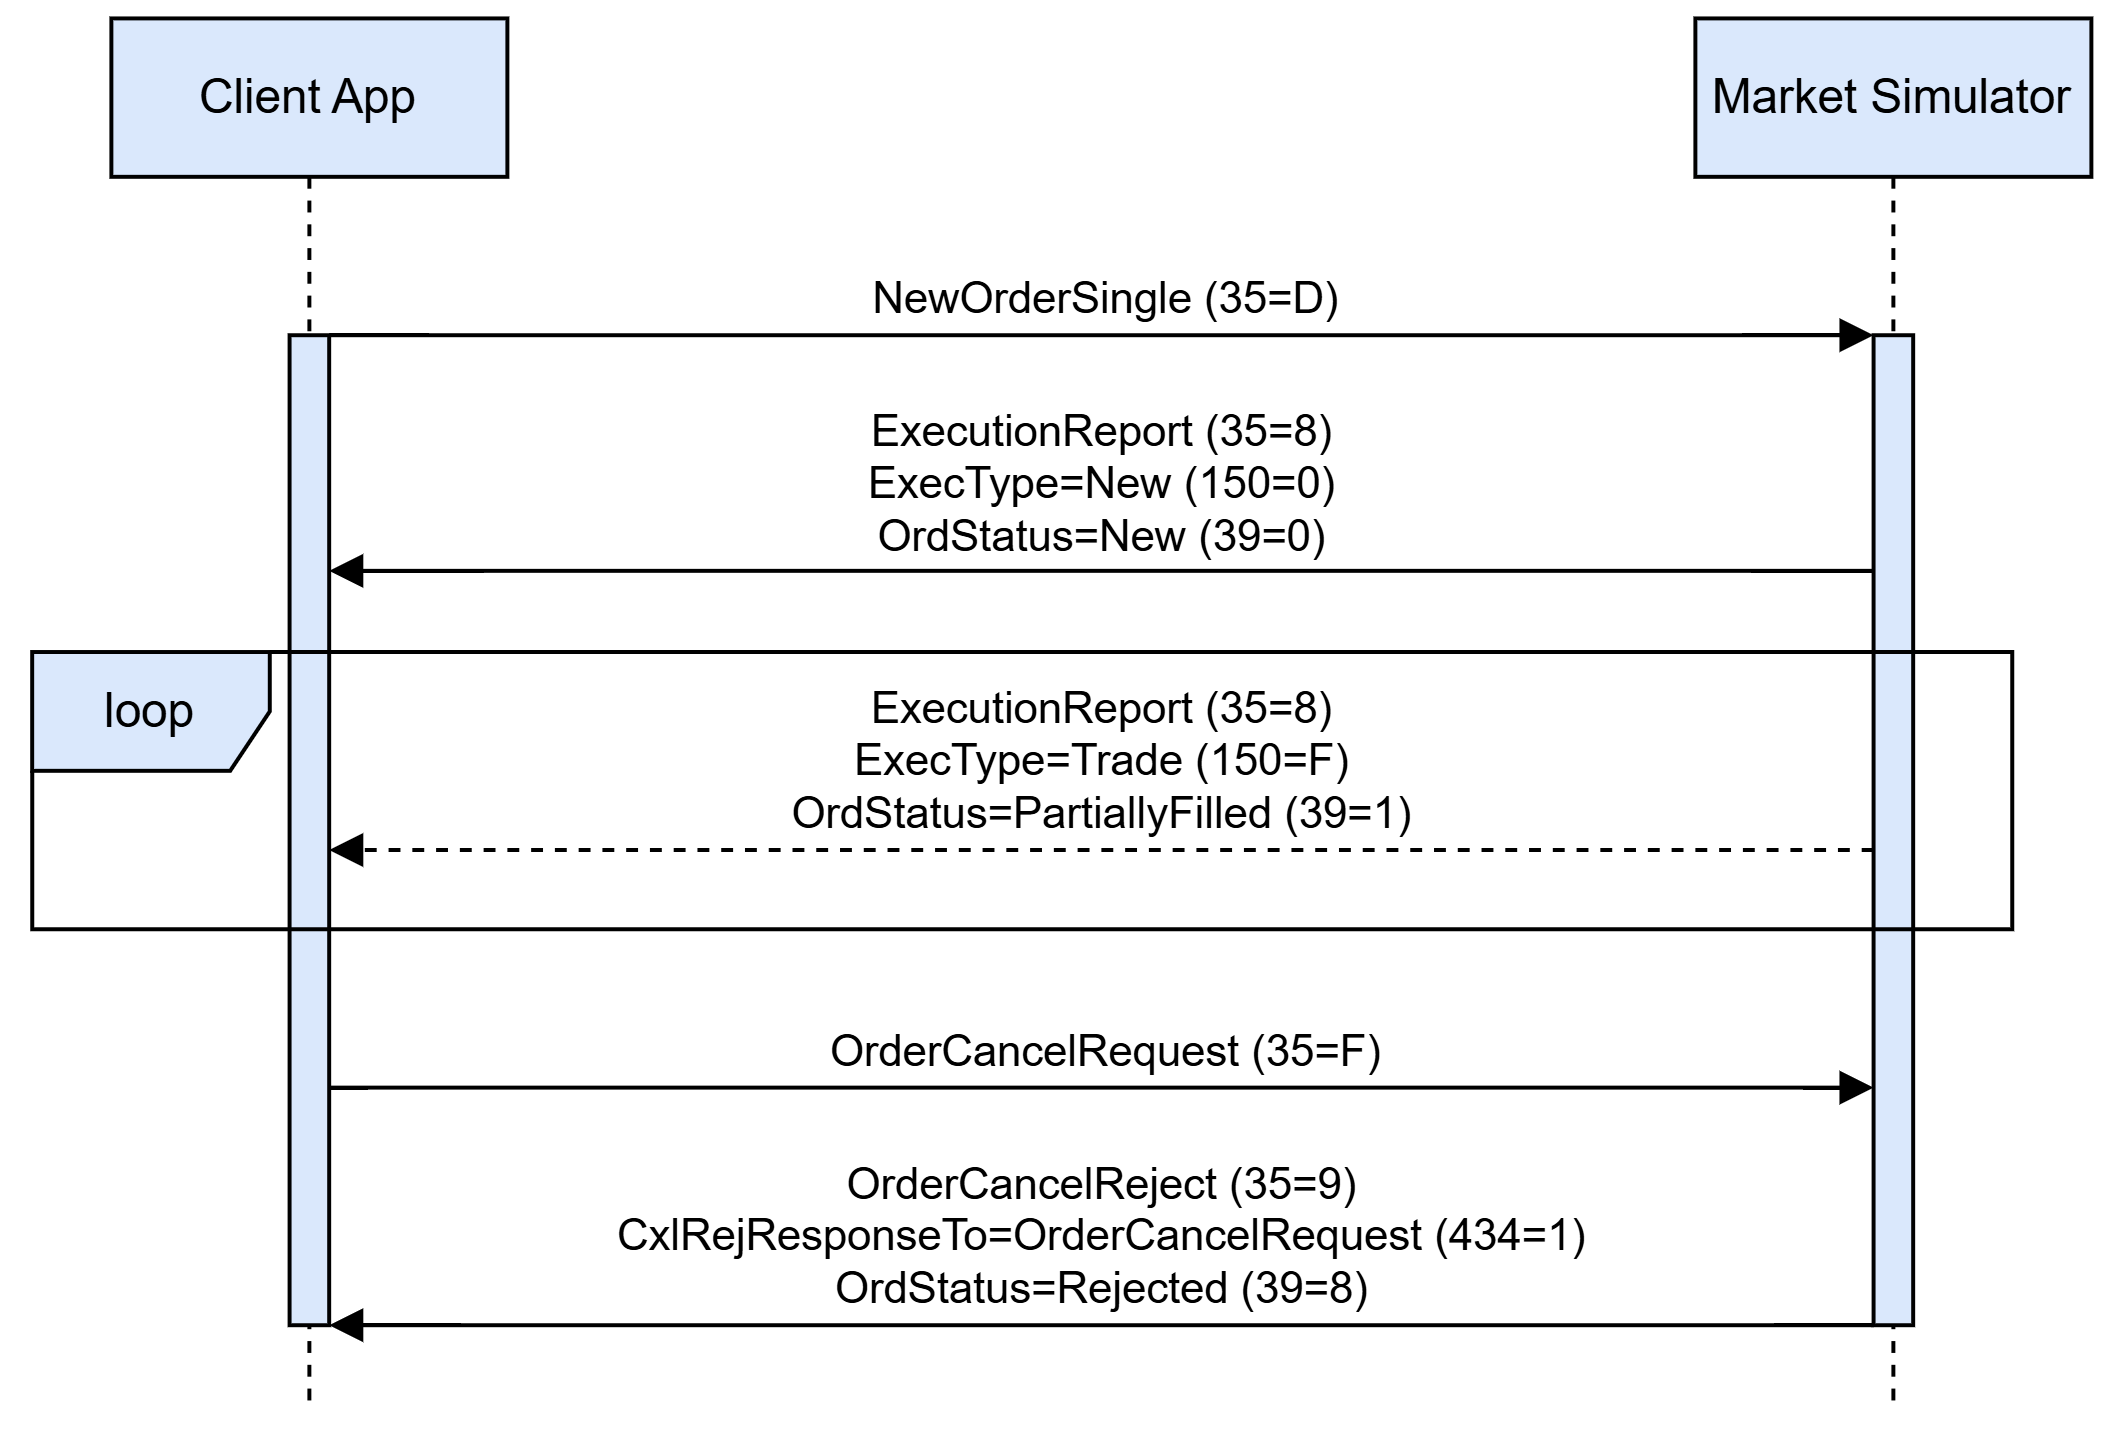 Client App
Market Simulator
NewOrderSingle (35=D)
ExecutionReport (35=8)
ExecType=New (150=0)
OrdStatus=New (39=0)
loop
ExecutionReport (35=8)
ExecType=Trade (150=F)
OrdStatus=PartiallyFilled (39=1)
OrderCancelRequest (35=F)
OrderCancelReject (35=9)
CxlRejResponseTo=OrderCancelRequest (434=1)
OrdStatus=Rejected (39=8)